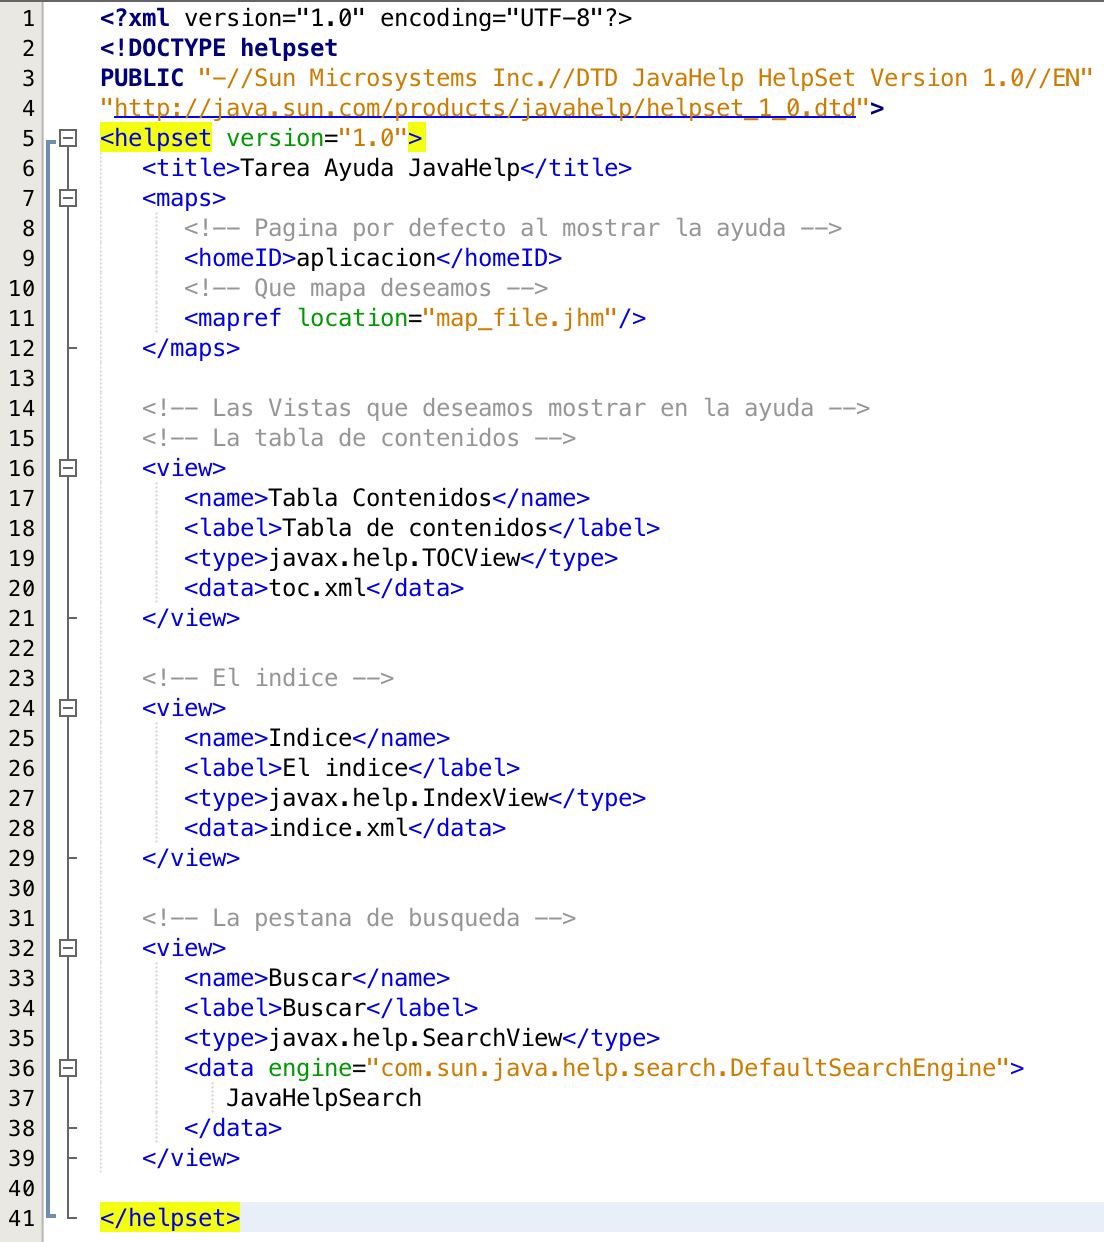 1 <?xml version="1.0" encoding="UTF-8"?>
2 <!DOCTYPE helpset
3 PUBLIC "-//Sun Microsystems Inc.//DTD JavaHelp HelpSet Version 1.0//EN"
4 "http://java.sun.com/products/javahelp/helpset_1_0.dtd">
5 <helpset version="1.0">
6 <title>Tarea Ayuda JavaHelp</title>
7 <maps>
8 <!-- Pagina por defecto al mostrar la ayuda -->
9 <homeID>aplicacion</homeID>
10 <!-- Que mapa deseamos -->
11 <mapref location="map_file.jhm"/>
12 </maps>
13
14 <!-- Las Vistas que deseamos mostrar en la ayuda -->
15 <!-- La tabla de contenidos -->
16 <view>
17 <name>Tabla Contenidos</name>
18 <label>Tabla de contenidos</label>
19 <type>javax.help.TOCView</type>
20 <data>toc.xml</data>
21 </view>
22
23 <!-- El indice -->
24 <view>
25 <name>Indice</name>
26 <label>El indice</label>
27 <type>javax.help.IndexView</type>
28 <data>indice.xml</data>
29 </view>
30
31 <!-- La pestana de busqueda -->
32 <view>
33 <name>Buscar</name>
34 <label>Buscar</label>
35 <type>javax.help.SearchView</type>
36 <data engine="com.sun.java.help.search.DefaultSearchEngine">
37 JavaHelpSearch
38 </data>
39 </view>
40
41 </helpset>